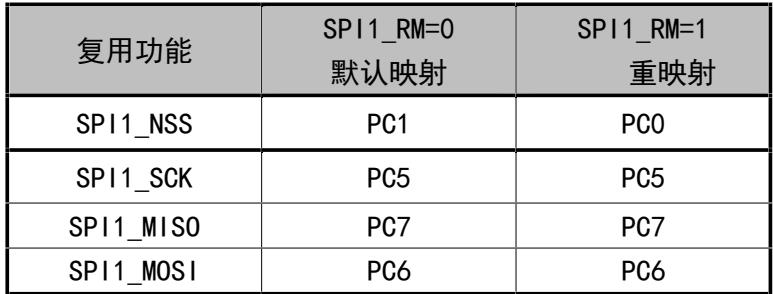 复用功能 SPI1_RM=0 SPI1_RM=1
默认映射 重映射
SPI1_NSS PC1 PC0
SPI1_SCK PC5 PC5
SPI1_MISO PC7 PC7
SPI1_MOSI PC6 PC6